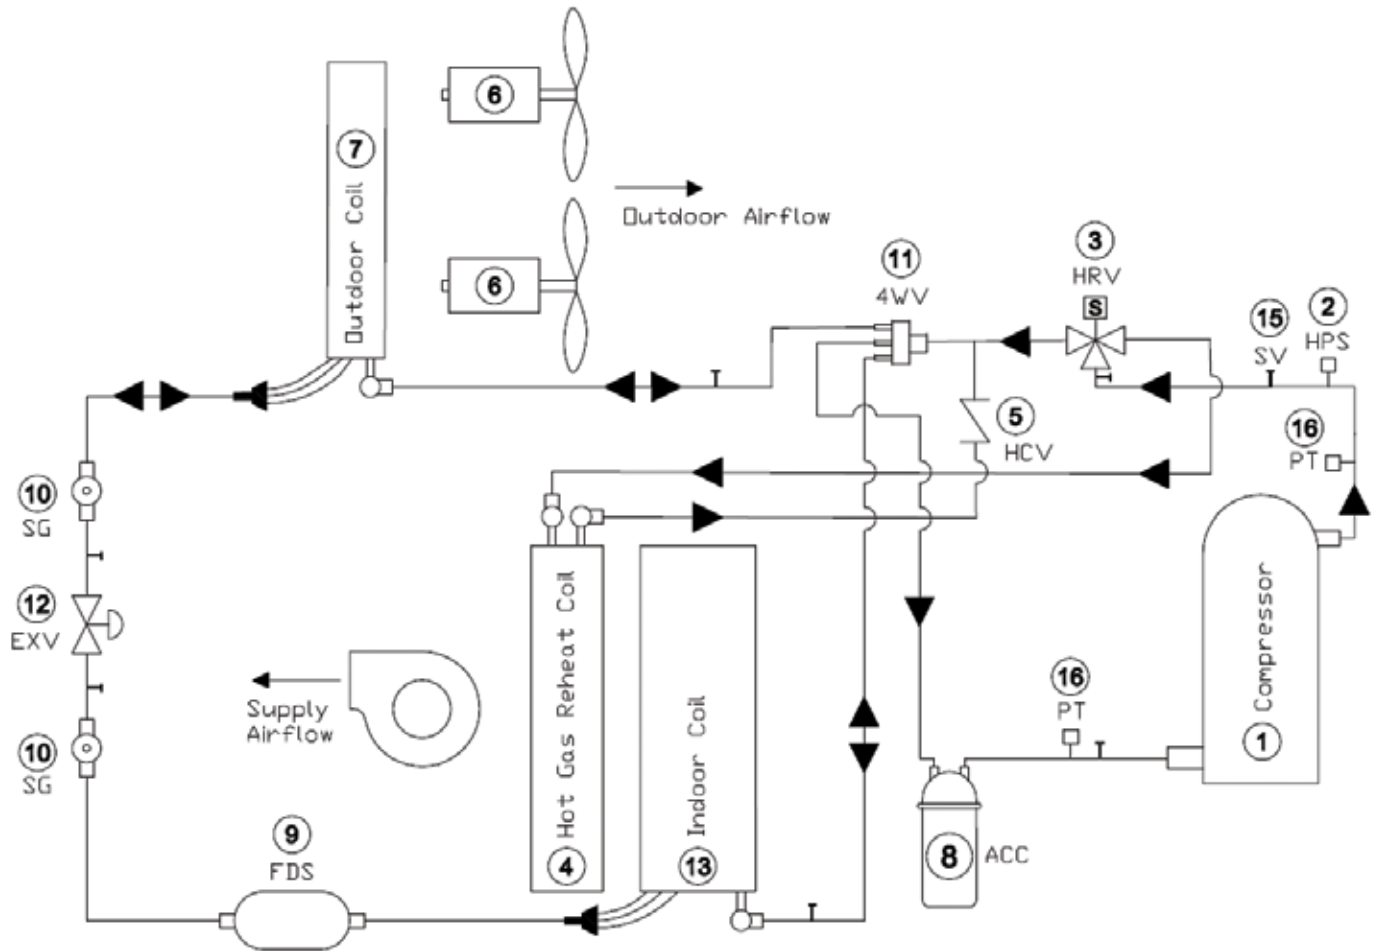 6
7
Outdoor Coil
Outdoor Airflow
6
11
4WV
3
HRV
S
15
SV
2
HPS
5
HCV
16
PT
10
SG
12
EXV
10
SG
Supply
Airflow
Hot Gas Reheat Coil
4
Indoor Coil
13
16
PT
Compressor
1
9
FDS
8
ACC